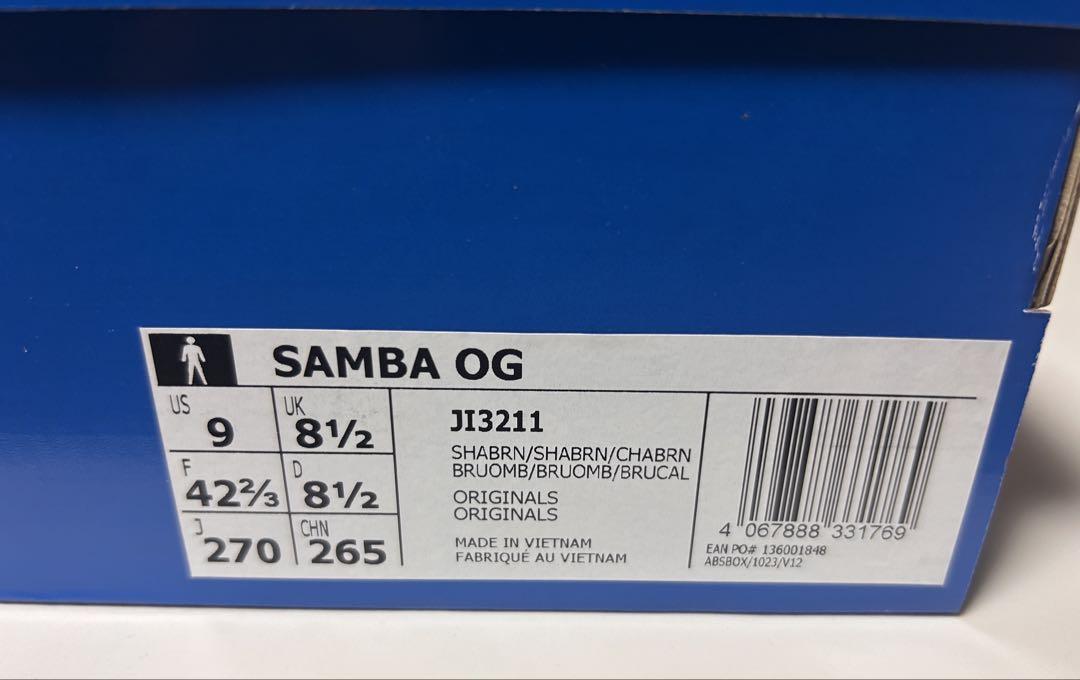 SAMBA OG
US 9 UK 8½
F 42⅔ D 8½
J 270 CHN 265
JI3211
SHABRN/SHABRN/CHABRN
BRUOMB/BRUOMB/BRUCAL
ORIGINALS
ORIGINALS
MADE IN VIETNAM
FABRIQUÉ AU VIETNAM
4 067888 331769
EAN PO# 136001848
ABSBOX/1023/V12